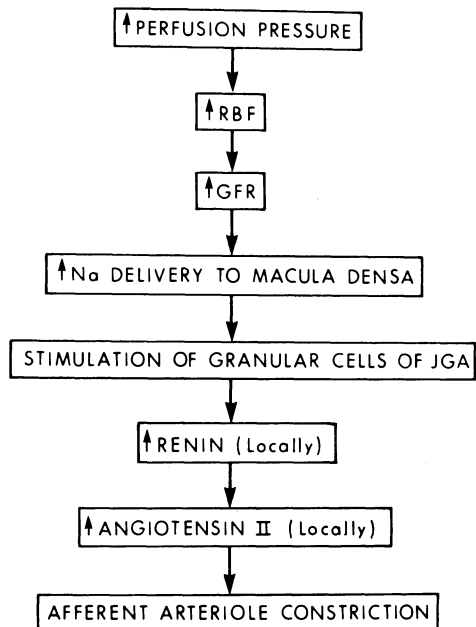 ↑PERFUSION PRESSURE
↑RBF
↑GFR
↑Na DELIVERY TO MACULA DENSA
STIMULATION OF GRANULAR CELLS OF JGA
↑RENIN (Locally)
↑ANGIOTENSIN II (Locally)
AFFERENT ARTERIOLE CONSTRICTION